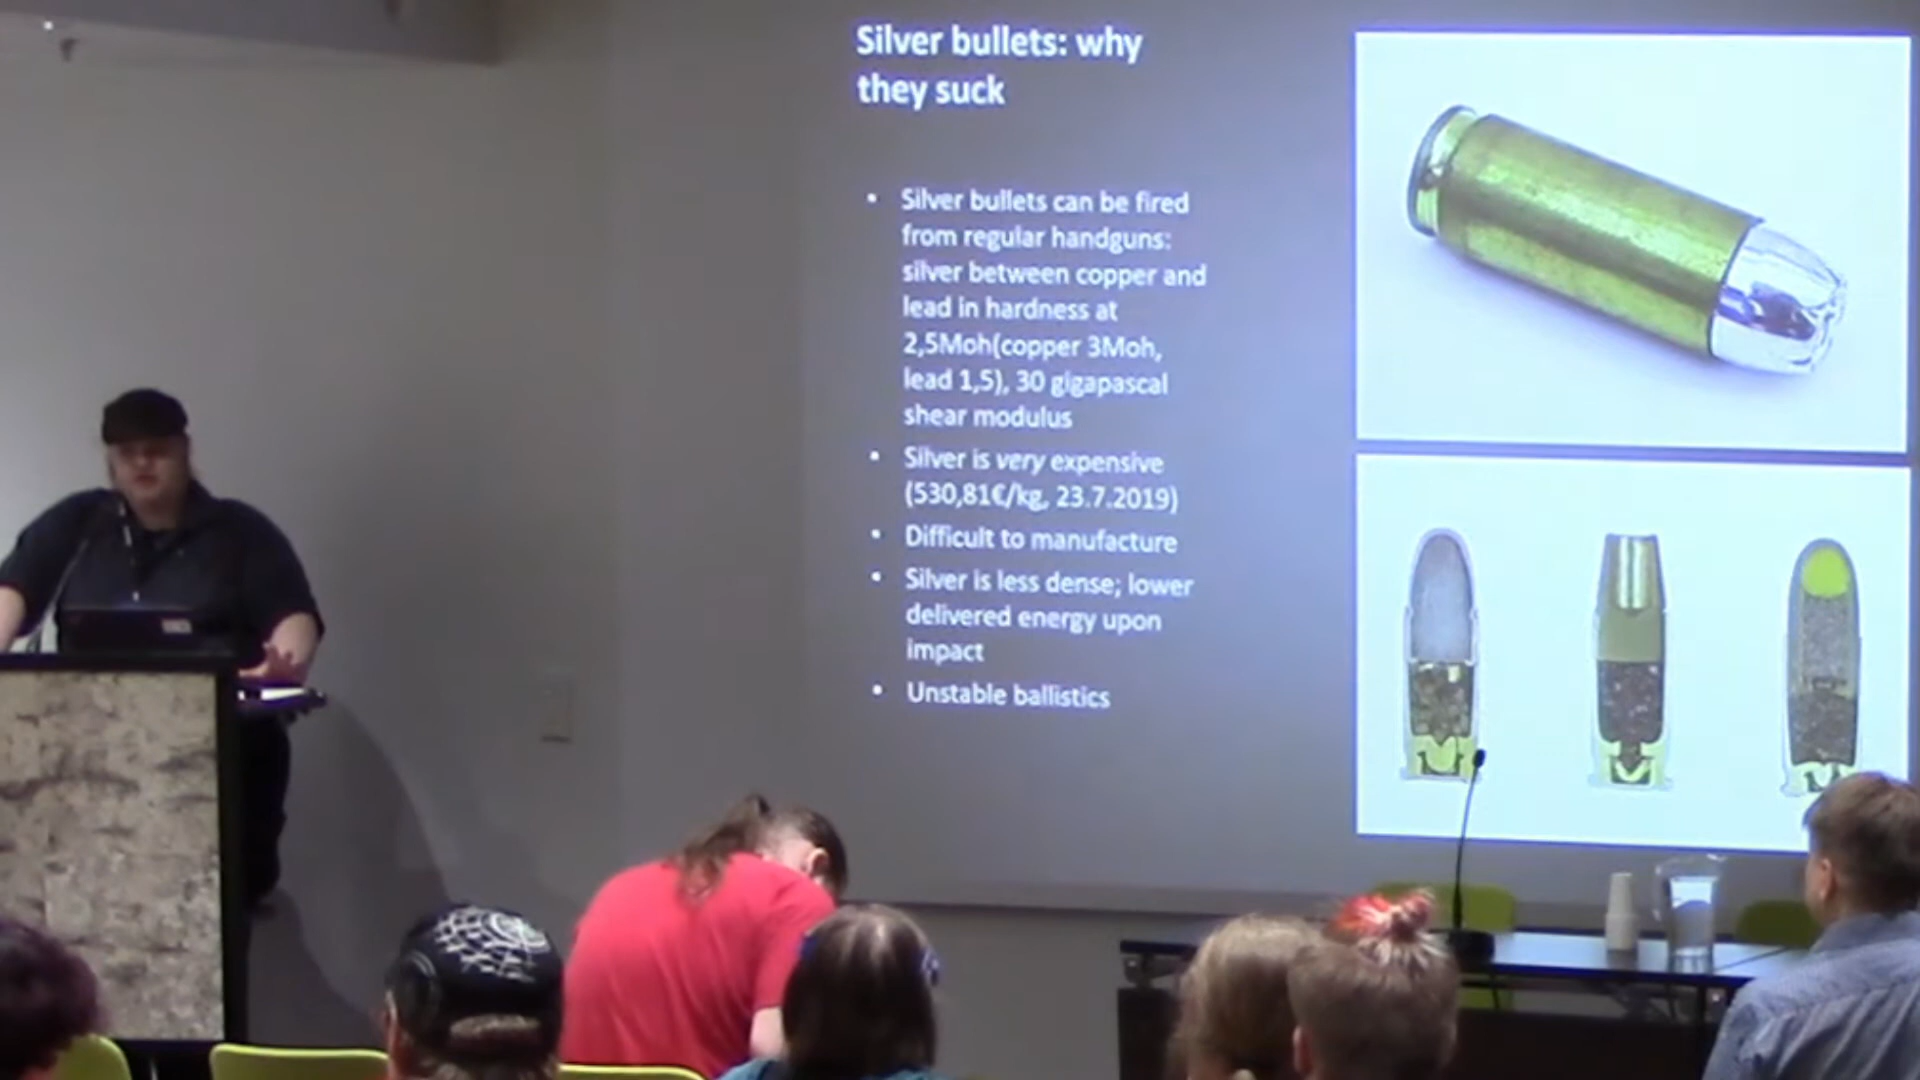 Silver bullets: why
they suck
• Silver bullets can be fired
from regular handguns:
silver between copper and
lead in hardness at
2,5Moh(copper 3Moh,
lead 1,5), 30 gigapascal
shear modulus
• Silver is very expensive
(530,81€/kg, 23.7.2019)
• Difficult to manufacture
• Silver is less dense; lower
delivered energy upon
impact
• Unstable ballistics